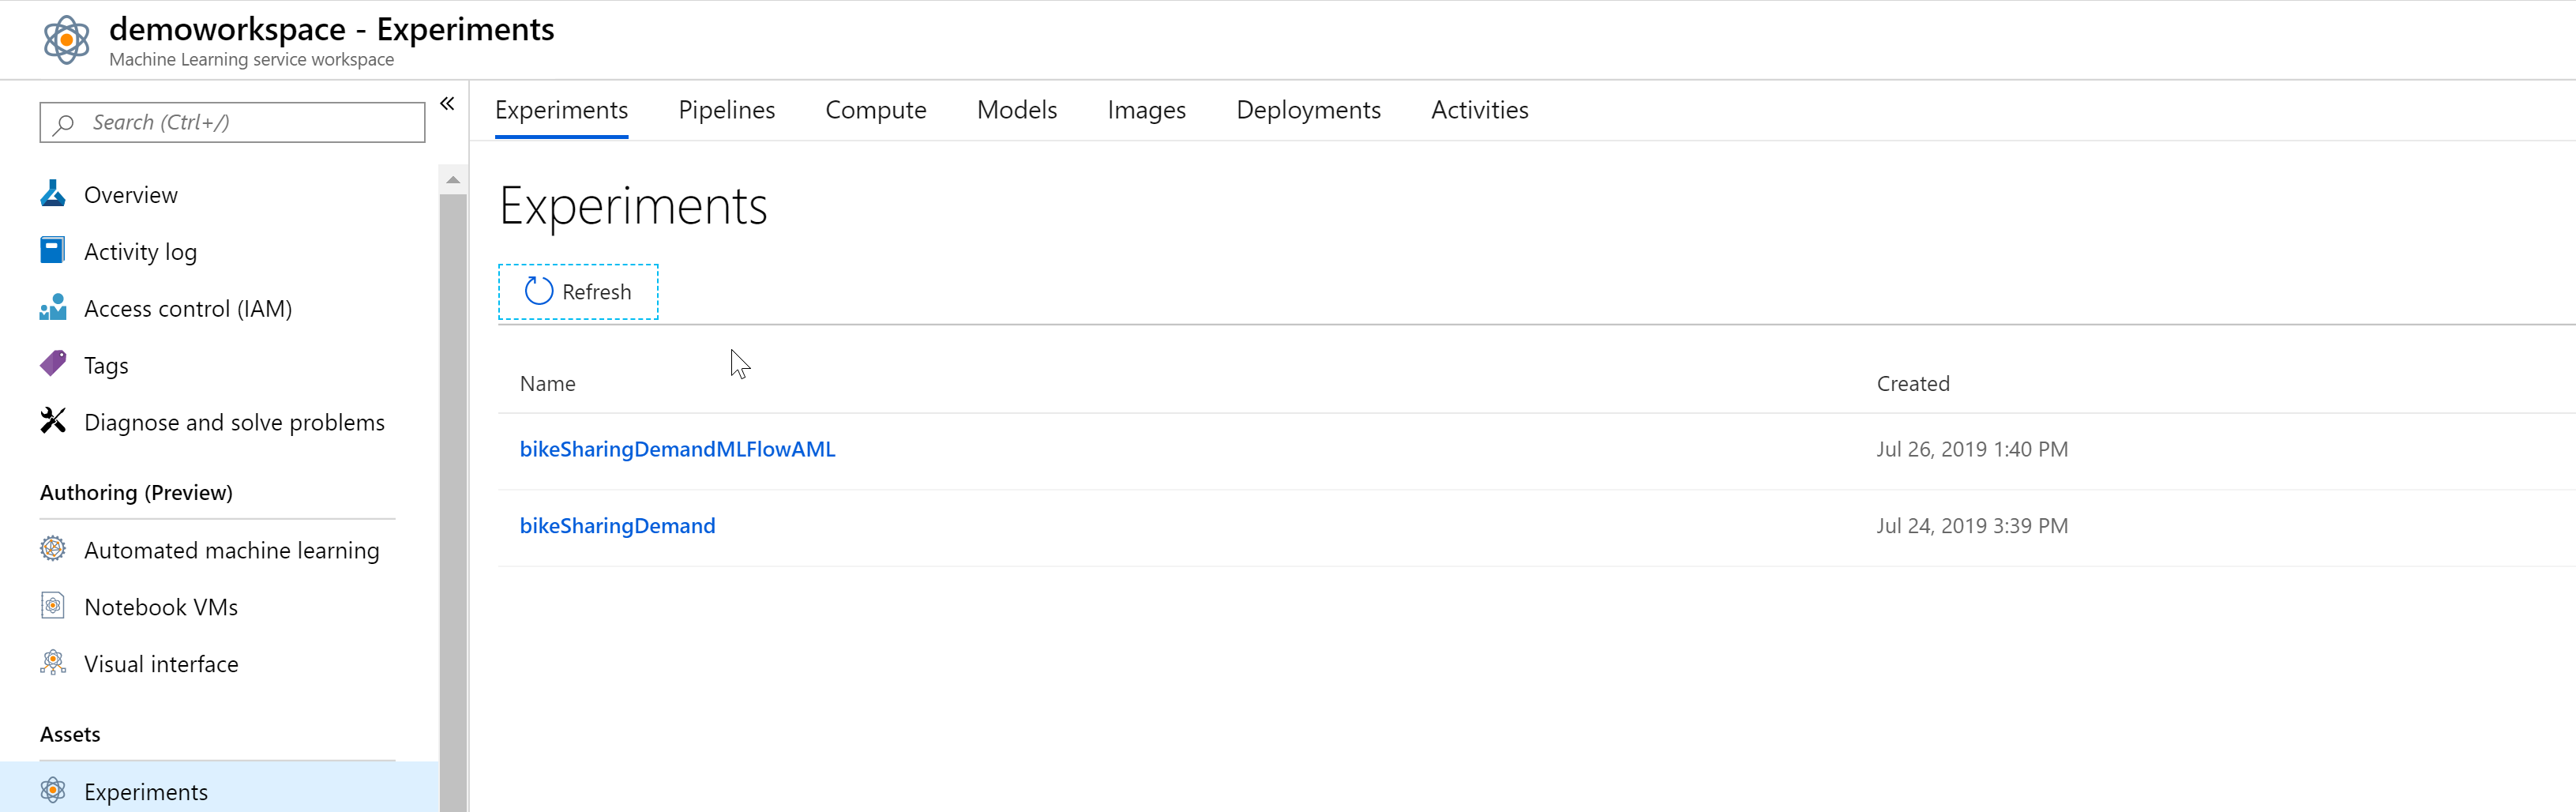 demoworkspace - Experiments
Machine Learning service workspace
Search (Ctrl+/)
Overview
Activity log
Access control (IAM)
Tags
Diagnose and solve problems
Authoring (Preview)
Automated machine learning
Notebook VMs
Visual interface
Assets
Experiments
Experiments Pipelines Compute Models Images Deployments Activities
Experiments
Refresh
Name Created
bikeSharingDemandMLFlowAML Jul 26, 2019 1:40 PM
bikeSharingDemand Jul 24, 2019 3:39 PM